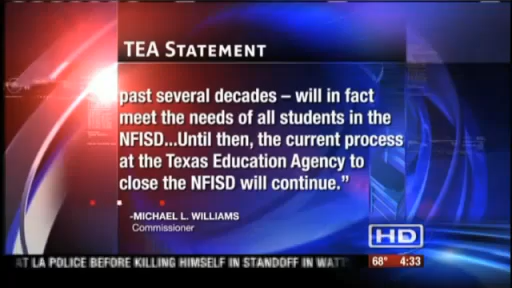 TEA STATEMENT
past several decades – will in fact
meet the needs of all students in the
NFISD...Until then, the current process
at the Texas Education Agency to
close the NFISD will continue.”
-MICHAEL L. WILLIAMS
Commissioner
HD
AT LA POLICE BEFORE KILLING HIMSELF IN STANDOFF IN WATT
68° 4:33